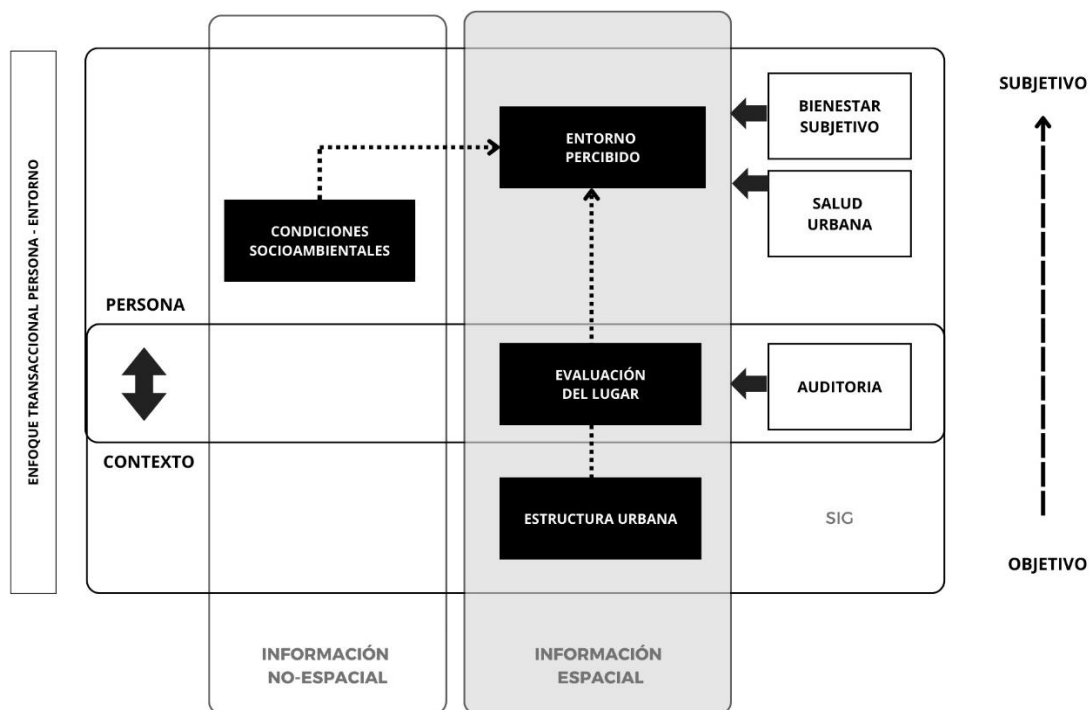 ENFOQUE TRANSACCIONAL PERSONA - ENTORNO
SUBJETIVO
BIENESTAR
SUBJETIVO
ENTORNO
PERCIBIDO
SALUD
URBANA
CONDICIONES
SOCIOAMBIENTALES
PERSONA
EVALUACIÓN
DEL LUGAR
AUDITORIA
CONTEXTO
ESTRUCTURA URBANA
SIG
OBJETIVO
INFORMACIÓN
NO-ESPACIAL
INFORMACIÓN
ESPACIAL